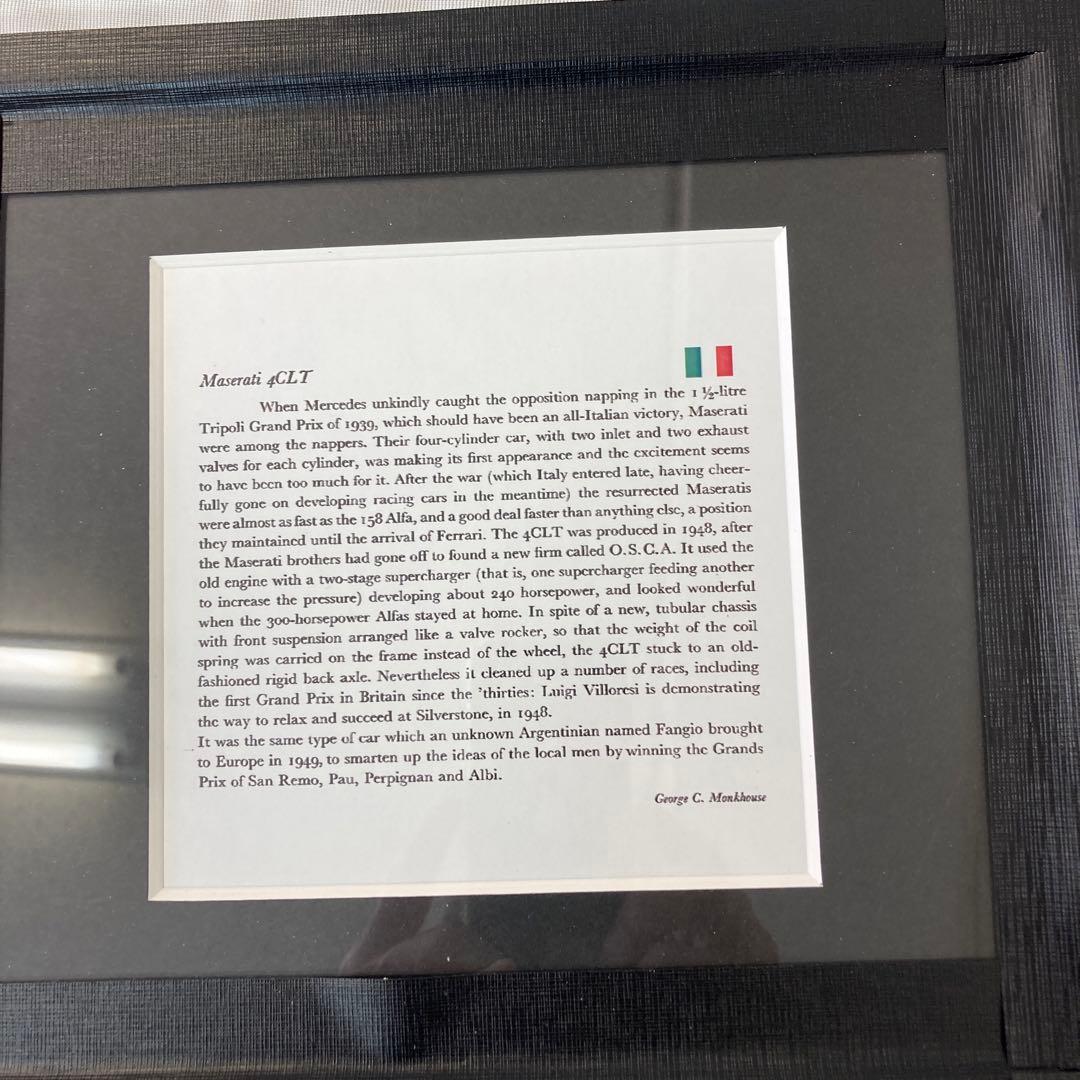 Maserati 4CLT
When Mercedes unkindly caught the opposition napping in the 1 ½-litre
Tripoli Grand Prix of 1939, which should have been an all-Italian victory, Maserati
were among the nappers. Their four-cylinder car, with two inlet and two exhaust
valves for each cylinder, was making its first appearance and the excitement seems
to have been too much for it. After the war (which Italy entered late, having cheer-
fully gone on developing racing cars in the meantime) the resurrected Maseratis
were almost as fast as the 158 Alfa, and a good deal faster than anything else, a position
they maintained until the arrival of Ferrari. The 4CLT was produced in 1948, after
the Maserati brothers had gone off to found a new firm called O.S.C.A. It used the
old engine with a two-stage supercharger (that is, one supercharger feeding another
to increase the pressure) developing about 240 horsepower, and looked wonderful
when the 300-horsepower Alfas stayed at home. In spite of a new, tubular chassis
with front suspension arranged like a valve rocker, so that the weight of the coil
spring was carried on the frame instead of the wheel, the 4CLT stuck to an old-
fashioned rigid back axle. Nevertheless it cleaned up a number of races, including
the first Grand Prix in Britain since the 'thirties: Luigi Villoresi is demonstrating
the way to relax and succeed at Silverstone, in 1948.
It was the same type of car which an unknown Argentinian named Fangio brought
to Europe in 1949, to smarten up the ideas of the local men by winning the Grands
Prix of San Remo, Pau, Perpignan and Albi.
George C. Monkhouse